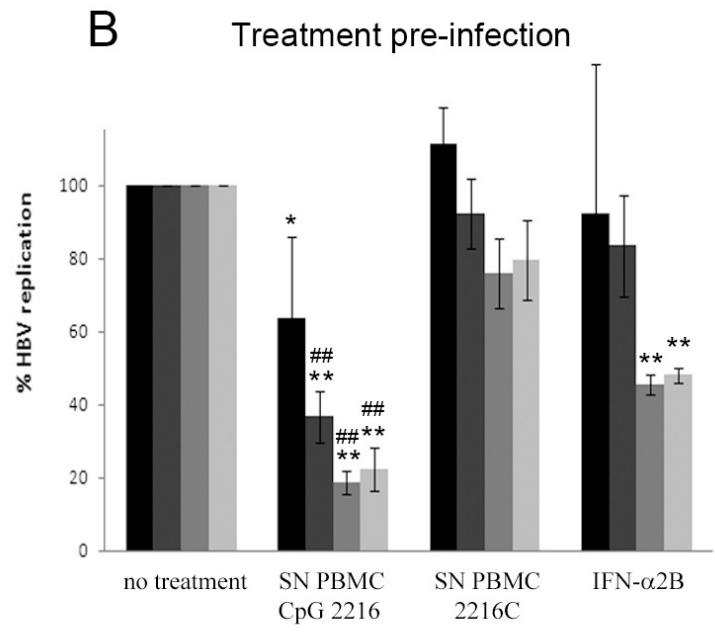 B Treatment pre-infection
% HBV replication
100
80
60
40
20
0
*
##
**
##
**
##
**
**
**
no treatment
SN PBMC
CpG 2216
SN PBMC
2216C
IFN-α2B